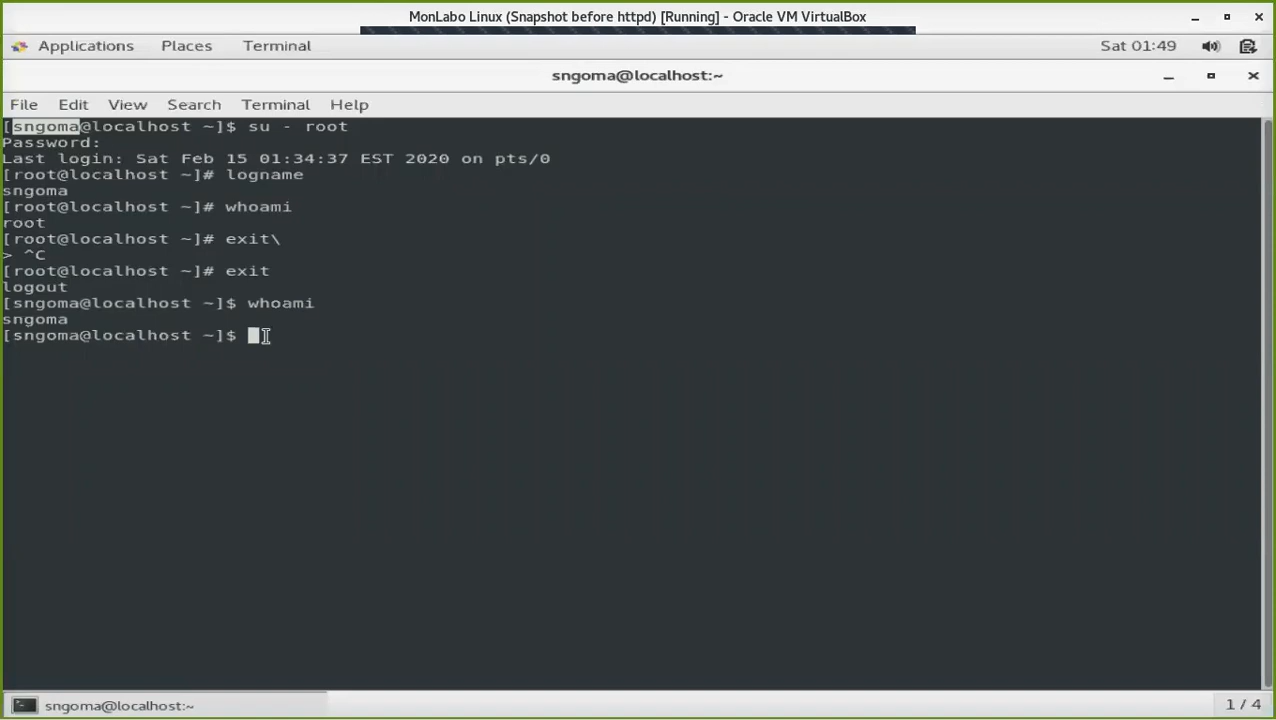 MonLabo Linux (Snapshot before httpd) [Running] - Oracle VM VirtualBox
Applications Places Terminal Sat 01:49
sngoma@localhost:~
File Edit View Search Terminal Help
[sngoma@localhost ~]$ su - root
Password:
Last login: Sat Feb 15 01:34:37 EST 2020 on pts/0
[root@localhost ~]# logname
sngoma
[root@localhost ~]# whoami
root
[root@localhost ~]# exit\
> ^C
[root@localhost ~]# exit
logout
[sngoma@localhost ~]$ whoami
sngoma
[sngoma@localhost ~]$
sngoma@localhost:~ 1 / 4